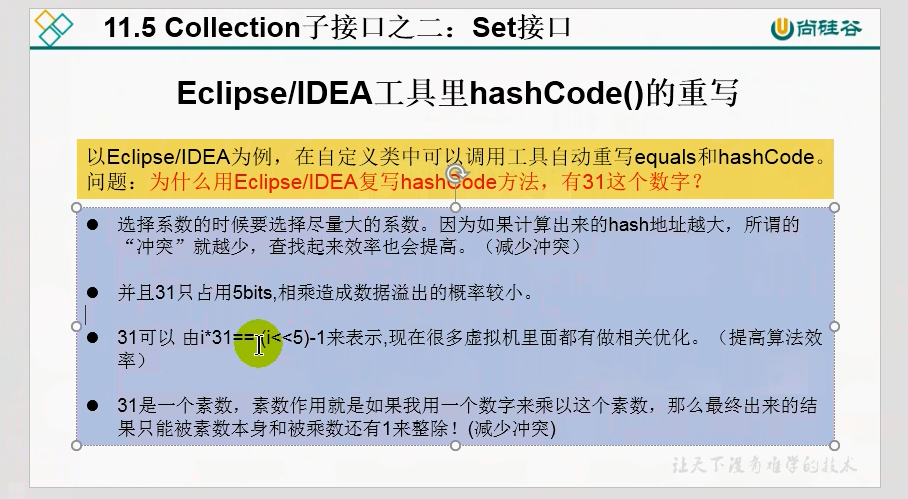 11.5 Collection子接口之二：Set接口
尚硅谷
Eclipse/IDEA工具里hashCode()的重写
以Eclipse/IDEA为例，在自定义类中可以调用工具自动重写equals和hashCode。
问题：为什么用Eclipse/IDEA复写hashCode方法，有31这个数字？
● 选择系数的时候要选择尽量大的系数。因为如果计算出来的hash地址越大，所谓的
“冲突”就越少，查找起来效率也会提高。（减少冲突）
● 并且31只占用5bits,相乘造成数据溢出的概率较小。
● 31可以 由i*31==(i<<5)-1来表示,现在很多虚拟机里面都有做相关优化。（提高算法效
率）
● 31是一个素数，素数作用就是如果我用一个数字来乘以这个素数，那么最终出来的结
果只能被素数本身和被乘数还有1来整除！(减少冲突)
让天下没有难学的技术